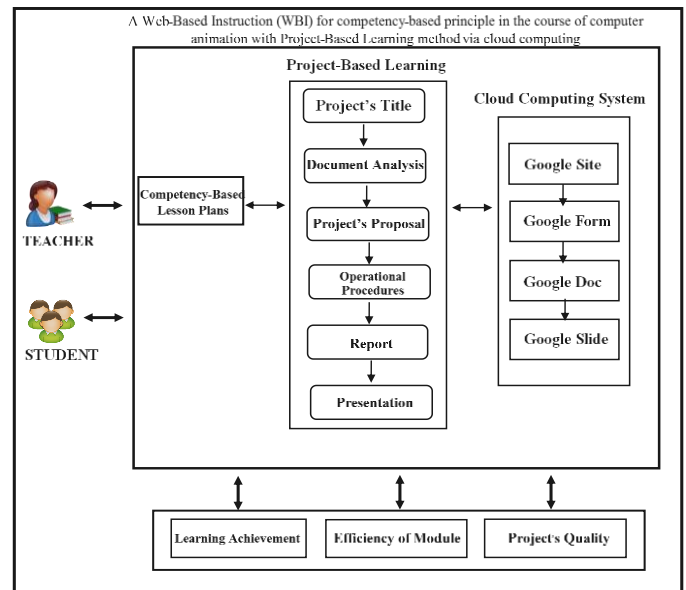 A Web-Based Instruction (WBI) for competency-based principle in the course of computer
animation with Project-Based Learning method via cloud computing
Project-Based Learning
Project's Title
Document Analysis
Project's Proposal
Operational
Procedures
Report
Presentation
Cloud Computing System
Google Site
Google Form
Google Doc
Google Slide
Competency-Based
Lesson Plans
TEACHER
STUDENT
Learning Achievement
Efficiency of Module
Project's Quality